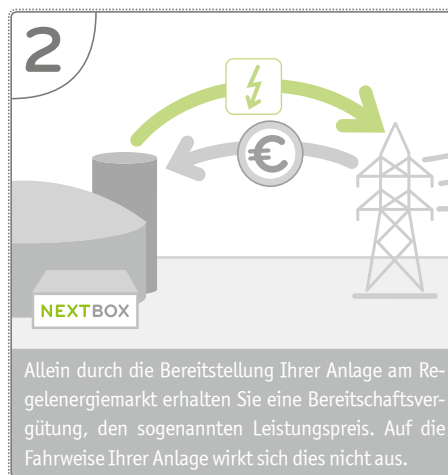 2
€
NEXTBOX
Allein durch die Bereitstellung Ihrer Anlage am Re-
gelenergiemarkt erhalten Sie eine Bereitschaftsver-
gütung, den sogenannten Leistungspreis. Auf die
Fahrweise Ihrer Anlage wirkt sich dies nicht aus.